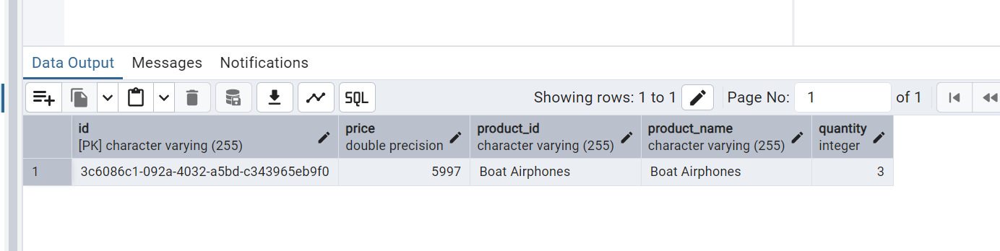 Data Output Messages Notifications
SQL Showing rows: 1 to 1 Page No: 1 of 1
id price product_id product_name quantity
[PK] character varying (255) double precision character varying (255) character varying (255) integer
1 3c6086c1-092a-4032-a5bd-c343965eb9f0 5997 Boat Airphones Boat Airphones 3